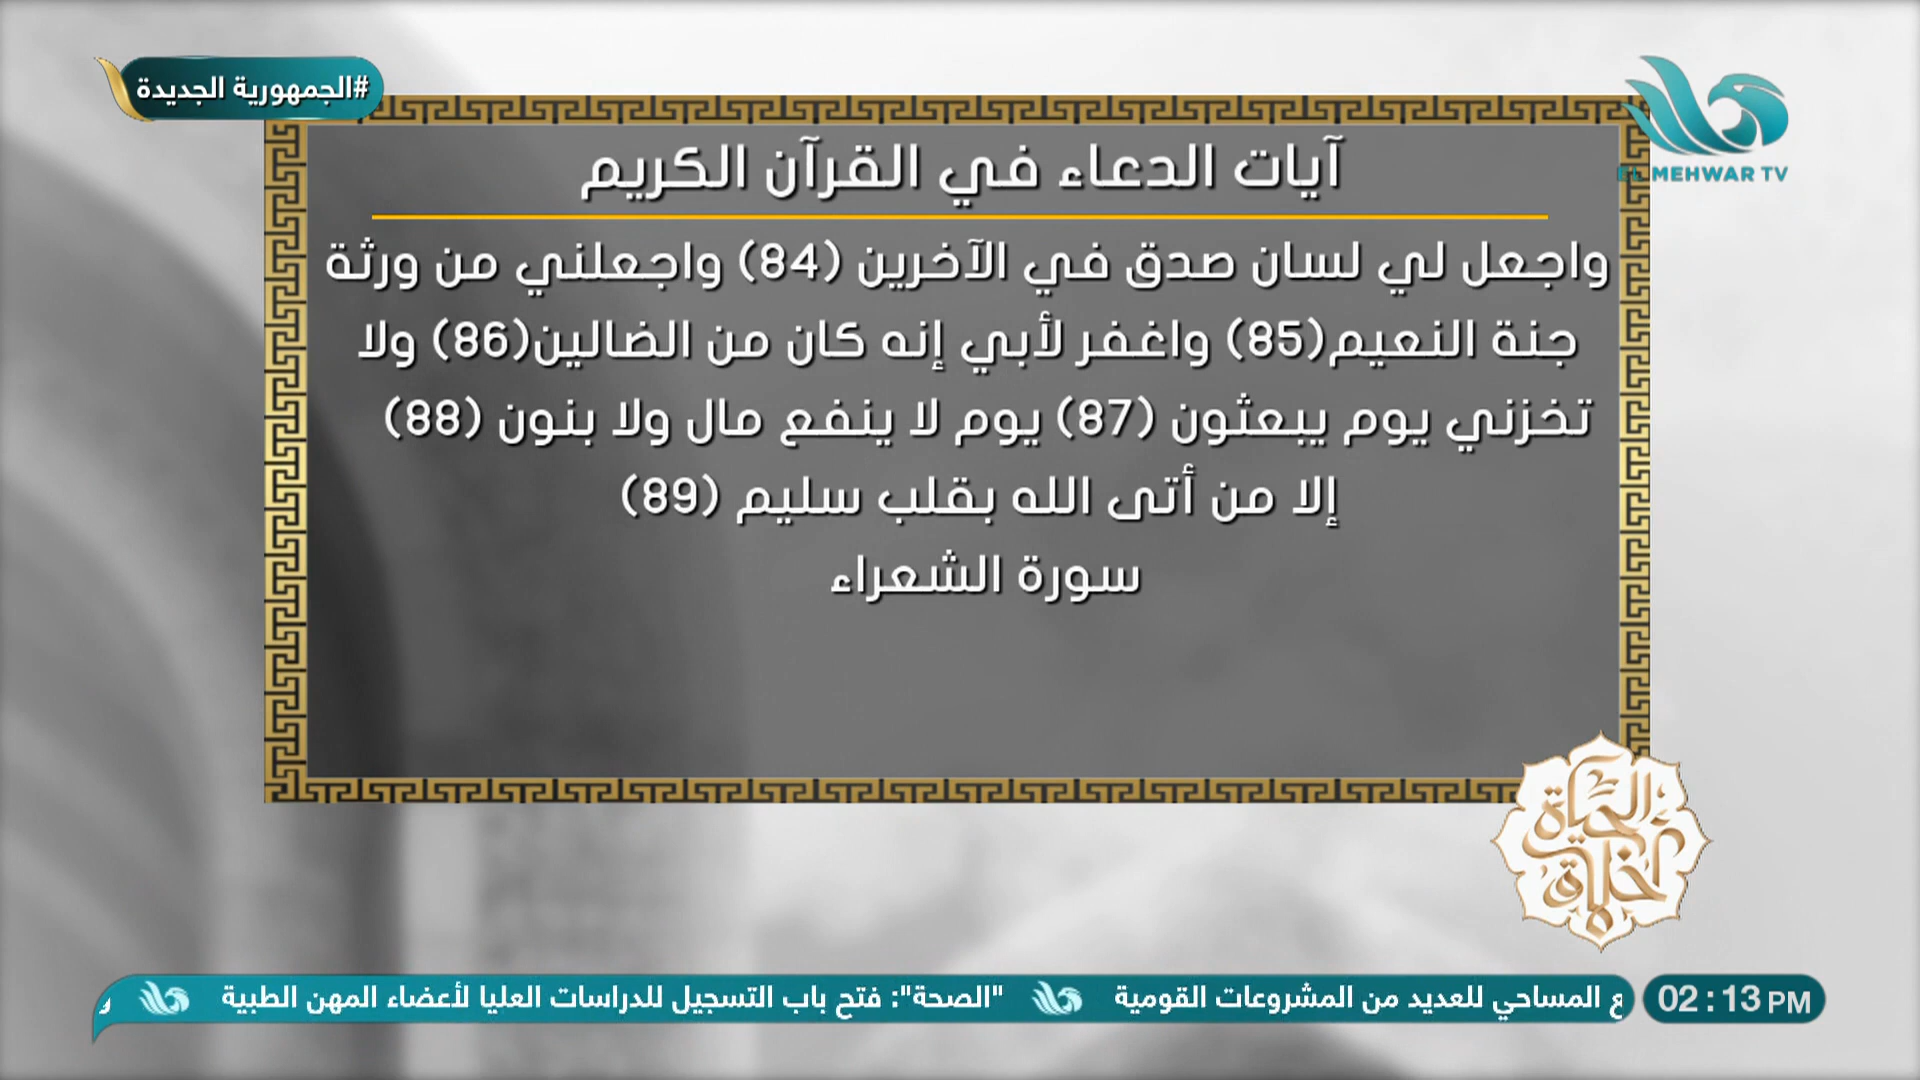 #الجمهورية الجديدة
EL MEHWAR TV
آيات الدعاء في القرآن الكريم
واجعل لي لسان صدق في الآخرين (84) واجعلني من ورثة
جنة النعيم(85) واغفر لأبي إنه كان من الضالين(86) ولا
تخزني يوم يبعثون (87) يوم لا ينفع مال ولا بنون (88)
إلا من أتى الله بقلب سليم (89)
سورة الشعراء
الحياة أخلاق
ع المساحي للعديد من المشروعات القومية "الصحة": فتح باب التسجيل للدراسات العليا لأعضاء المهن الطبية و
02:13 PM